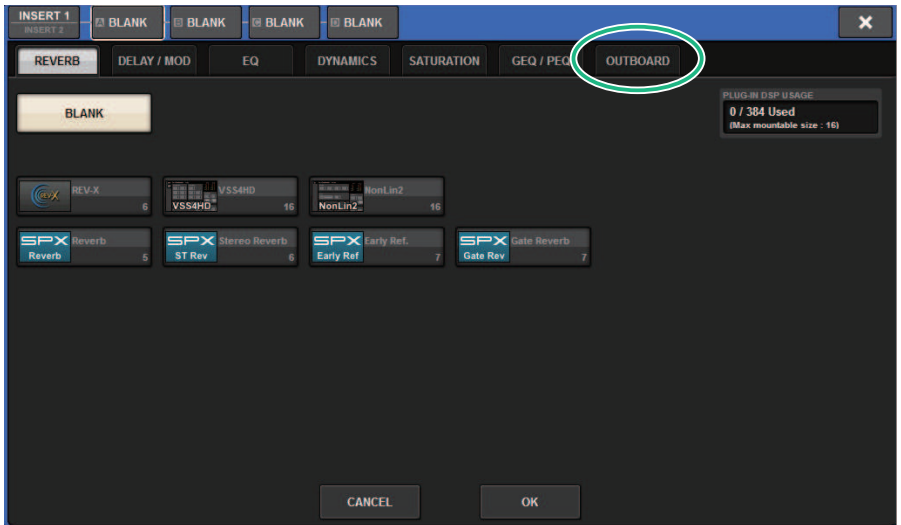 INSERT 1
INSERT 2
A BLANK
B BLANK
C BLANK
D BLANK
REVERB
DELAY / MOD
EQ
DYNAMICS
SATURATION
GEQ / PEQ
OUTBOARD
BLANK
PLUG-IN DSP USAGE
0 / 384 Used
(Max mountable size : 16)
REV-X
REV-X
6
VSS4HD
VSS4HD
16
NonLin2
NonLin2
16
SPX
Reverb
Reverb
5
SPX
ST Rev
Stereo Reverb
6
SPX
Early Ref
Early Ref.
7
SPX
Gate Rev
Gate Reverb
7
CANCEL
OK